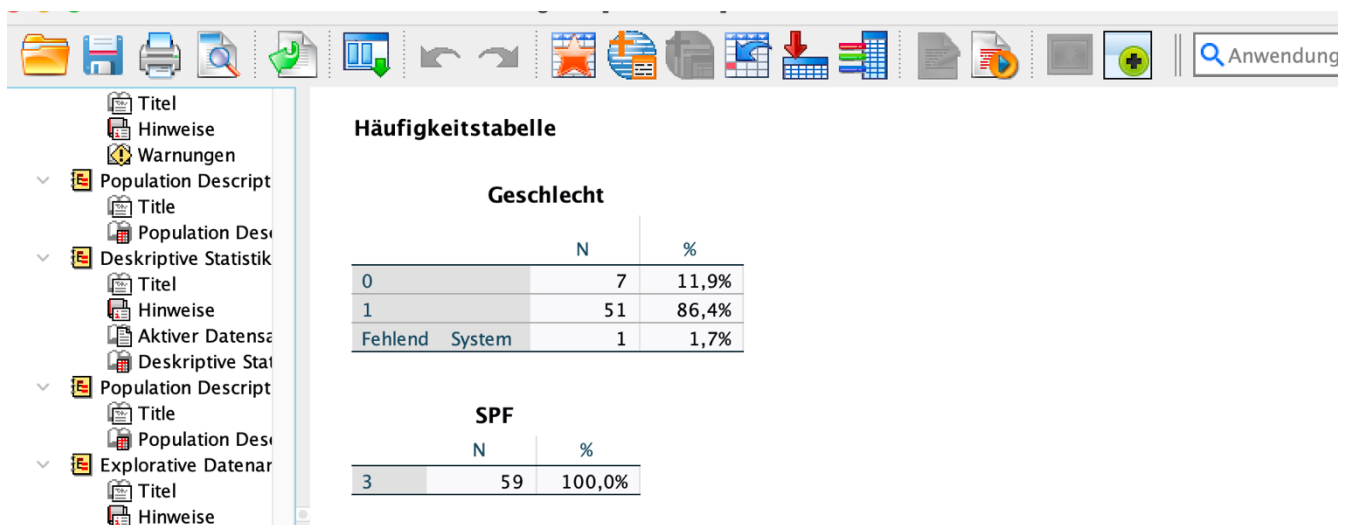 Anwendung
Titel
Hinweise
Warnungen
Population Descript
Title
Population Des
Deskriptive Statistik
Titel
Hinweise
Aktiver Datensa
Deskriptive Stat
Population Descript
Title
Population Des
Explorative Datenar
Titel
Hinweise
Häufigkeitstabelle
Geschlecht
N %
0 7 11,9%
1 51 86,4%
Fehlend System 1 1,7%
SPF
N %
3 59 100,0%